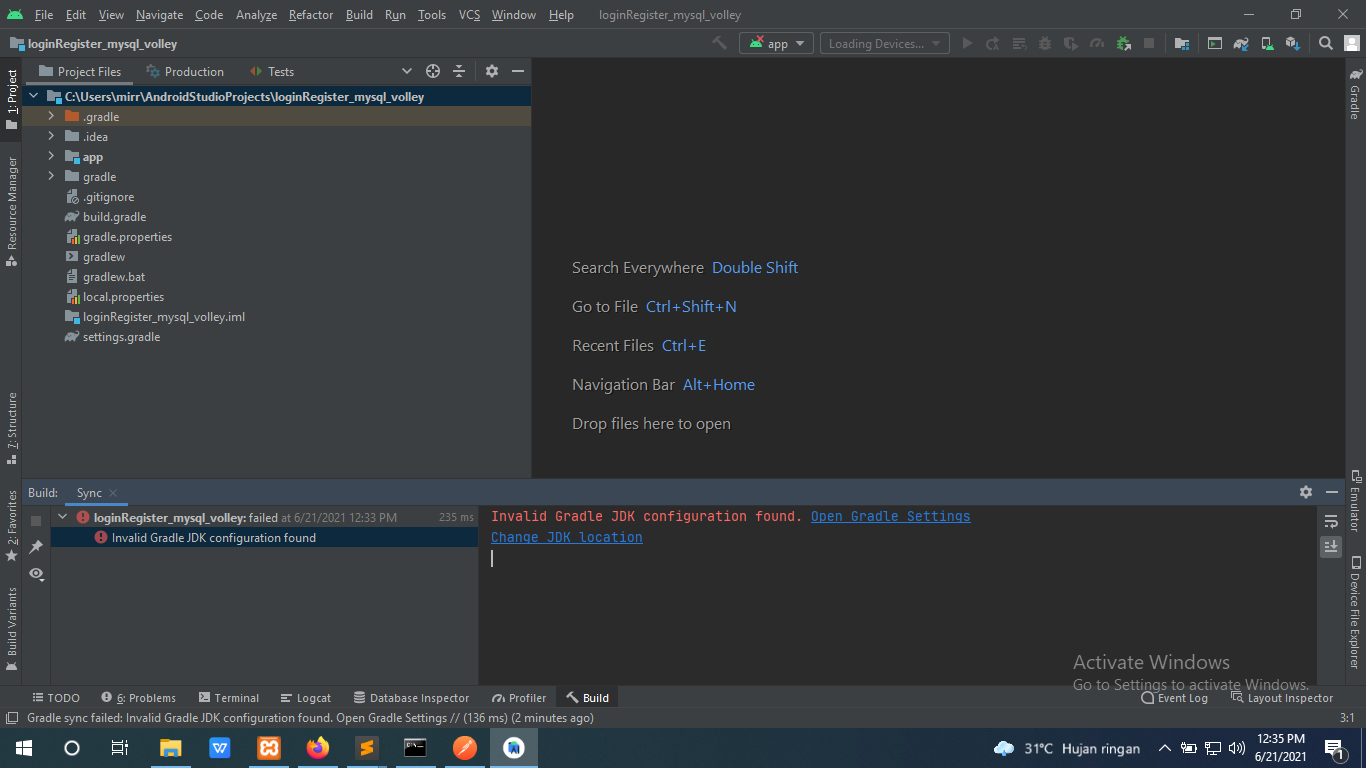 File Edit View Navigate Code Analyze Refactor Build Run Tools VCS Window Help loginRegister_mysql_volley
loginRegister_mysql_volley
app
Loading Devices...
Project Files
Production
Tests
C:\Users\mirr\AndroidStudioProjects\loginRegister_mysql_volley
.gradle
.idea
app
gradle
.gitignore
build.gradle
gradle.properties
gradlew
gradlew.bat
local.properties
loginRegister_mysql_volley.iml
settings.gradle
1: Project
Resource Manager
7: Structure
2: Favorites
Build Variants
Search Everywhere Double Shift
Go to File Ctrl+Shift+N
Recent Files Ctrl+E
Navigation Bar Alt+Home
Drop files here to open
Gradle
Emulator
Device File Explorer
Build: Sync
loginRegister_mysql_volley: failed at 6/21/2021 12:33 PM 235 ms
Invalid Gradle JDK configuration found
Invalid Gradle JDK configuration found. Open Gradle Settings
Change JDK location
Activate Windows
Go to Settings to activate Windows.
TODO 6: Problems Terminal Logcat Database Inspector Profiler Build Event Log Layout Inspector
Gradle sync failed: Invalid Gradle JDK configuration found. Open Gradle Settings // (136 ms) (2 minutes ago) 3:1
31°C Hujan ringan
12:35 PM
6/21/2021
1